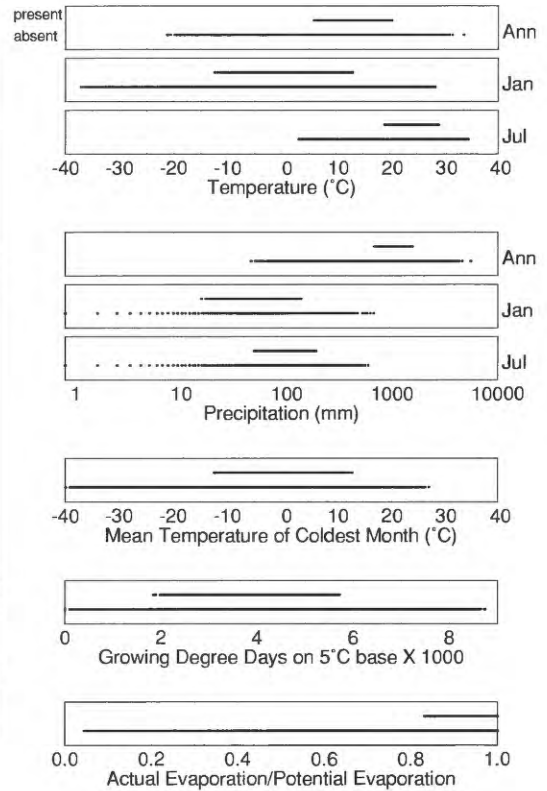 present
absent
Ann
Jan
Jul
-40 -30 -20 -10 0 10 20 30 40
Temperature (˚C)
Ann
Jan
Jul
1 10 100 1000 10000
Precipitation (mm)
-40 -30 -20 -10 0 10 20 30 40
Mean Temperature of Coldest Month (˚C)
0 2 4 6 8
Growing Degree Days on 5˚C base X 1000
0.0 0.2 0.4 0.6 0.8 1.0
Actual Evaporation/Potential Evaporation